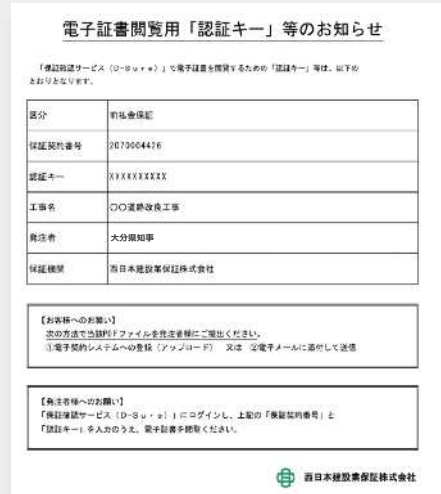 電子証書閲覧用「認証キー」等のお知らせ
「保証確認サービス（D-Sure）」で電子証書を閲覧するための「認証キー」等は、以下の
とおりとなります。
区分 前払金保証
保証契約番号 2070004426
認証キー XXXXXXXXXX
工事名 〇〇道路改良工事
発注者 大分県知事
保証機関 西日本建設業保証株式会社
【お客様へのお願い】
次の方法で当該PDFファイルを発注者様にご提出ください。
①電子契約システムへの登録（アップロード） 又は ②電子メールに添付して送信
【発注者様へのお願い】
「保証確認サービス（D-Sure）」にログインし、上記の「保証契約番号」と
「認証キー」を入力のうえ、電子証書を閲覧ください。
西日本建設業保証株式会社